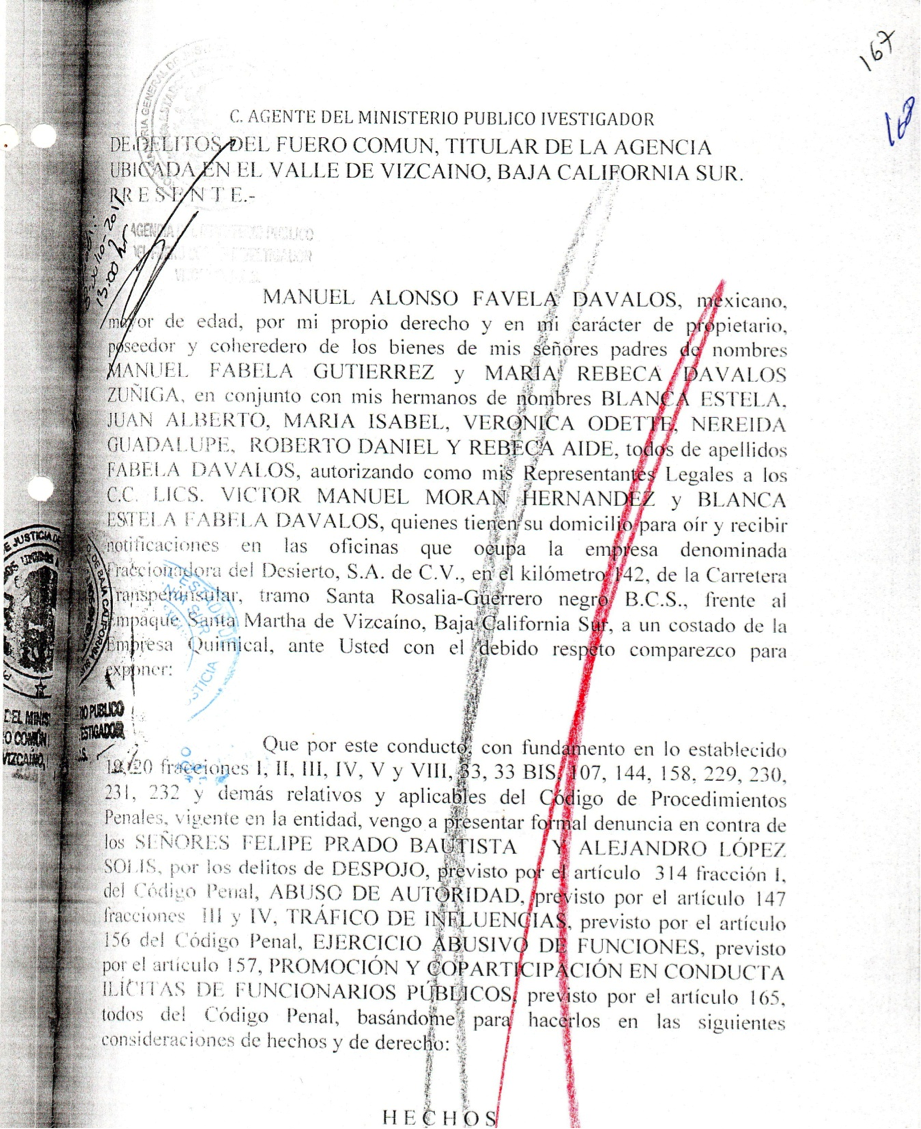 167
168
C. AGENTE DEL MINISTERIO PUBLICO IVESTIGADOR
DE DELITOS DEL FUERO COMUN, TITULAR DE LA AGENCIA
UBICADA EN EL VALLE DE VIZCAINO, BAJA CALIFORNIA SUR.
RRESENTE.-
13:00 hr
MANUEL ALONSO FAVELA DAVALOS, mexicano,
mayor de edad, por mi propio derecho y en mi carácter de propietario,
poseedor y coheredero de los bienes de mis señores padres de nombres
MANUEL FABELA GUTIERREZ y MARIA REBECA DAVALOS
ZUÑIGA, en conjunto con mis hermanos de nombres BLANCA ESTELA,
JUAN ALBERTO, MARIA ISABEL, VERONICA ODETTE, NEREIDA
GUADALUPE, ROBERTO DANIEL Y REBECA AIDE, todos de apellidos
FABELA DAVALOS, autorizando como mis Representantes Legales a los
C.C. LICS. VICTOR MANUEL MORAN HERNANDEZ y BLANCA
ESTELA FABELA DAVALOS, quienes tienen su domicilio para oír y recibir
notificaciones en las oficinas que ocupa la empresa denominada
Fraccionadora del Desierto, S.A. de C.V., en el kilómetro 142, de la Carretera
Transpeninsular, tramo Santa Rosalia-Guerrero negro B.C.S., frente al
Empaque Santa Martha de Vizcaíno, Baja California Sur, a un costado de la
Empresa Quimical, ante Usted con el debido respeto comparezco para
exponer:
Que por este conducto, con fundamento en lo establecido
19, 20 fracciones I, II, III, IV, V y VIII, 33, 33 BIS, 107, 144, 158, 229, 230,
231, 232 y demás relativos y aplicables del Código de Procedimientos
Penales, vigente en la entidad, vengo a presentar formal denuncia en contra de
los SEÑORES FELIPE PRADO BAUTISTA Y ALEJANDRO LÓPEZ
SOLIS, por los delitos de DESPOJO, previsto por el artículo 314 fracción I,
del Código Penal, ABUSO DE AUTORIDAD, previsto por el artículo 147
fracciones III y IV, TRÁFICO DE INFLUENCIAS, previsto por el artículo
156 del Código Penal, EJERCICIO ABUSIVO DE FUNCIONES, previsto
por el artículo 157, PROMOCIÓN Y COPARTICIPACIÓN EN CONDUCTA
ILÍCITAS DE FUNCIONARIOS PÚBLICOS, previsto por el artículo 165,
todos del Código Penal, basándome para hacerlos en las siguientes
consideraciones de hechos y de derecho:
HECHOS